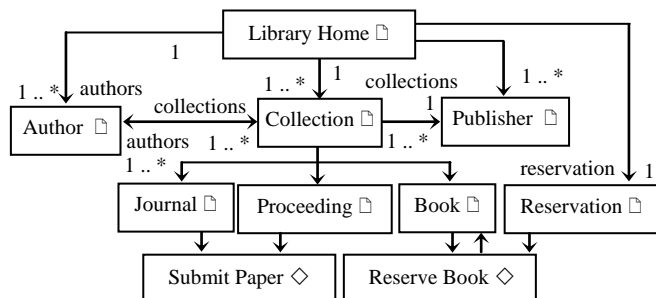 Library Home
1
1
1 .. *
authors
1 .. *
collections
1 .. *
collections
1
Author
Collection
Publisher
authors
1 .. *
1 .. *
1 .. *
reservation
1
Journal
Proceeding
Book
Reservation
Submit Paper
Reserve Book